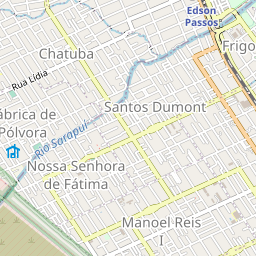 Edson
Passos
Chatuba
Frigo
Rua Lídia
Santos Dumont
ábrica de
Pólvora
Rio Sarapuí
Nossa Senhora
de Fátima
Manoel Reis
I